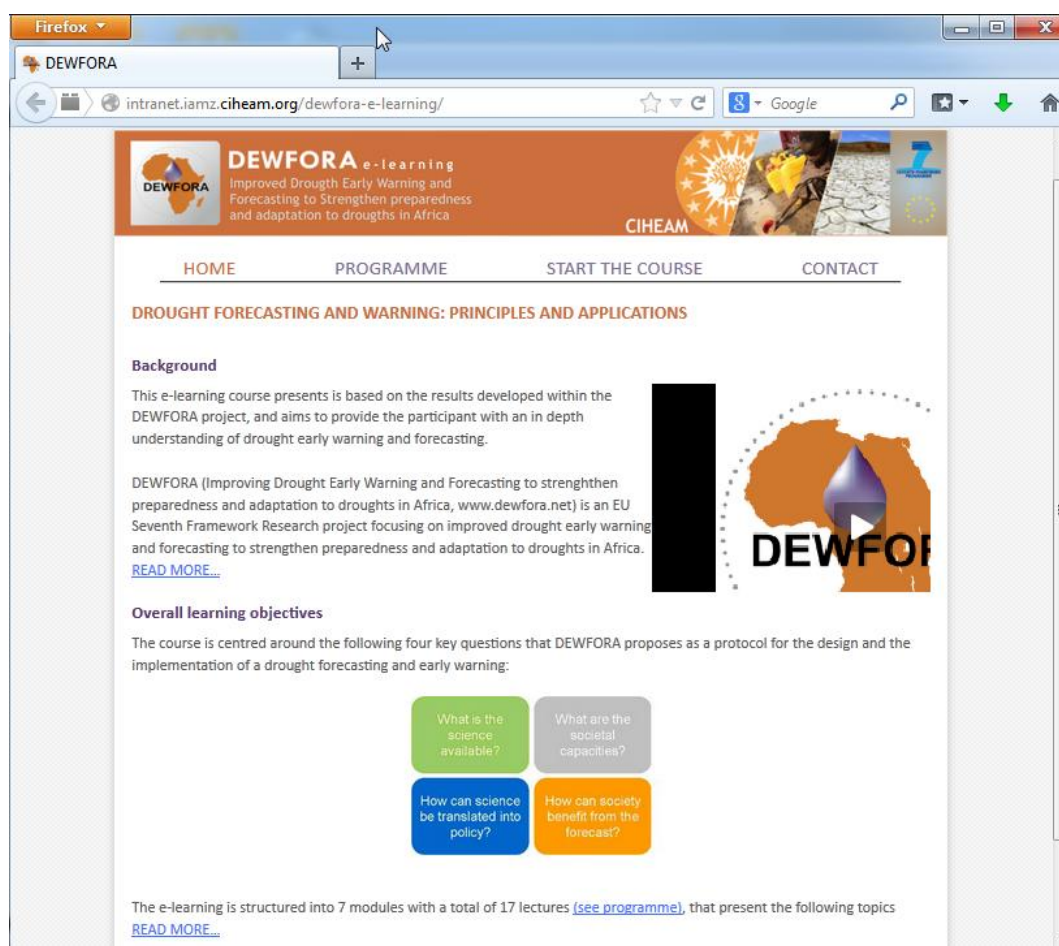 Firefox
DEWFORA
intranet.iamz.ciheam.org/dewfora-e-learning/
Google
DEWFORA
DEWFORA e-learning
Improved Drougth Early Warning and
Forecasting to Strengthen preparedness
and adaptation to drougths in Africa
CIHEAM
7
HOME PROGRAMME START THE COURSE CONTACT
DROUGHT FORECASTING AND WARNING: PRINCIPLES AND APPLICATIONS
Background
This e-learning course presents is based on the results developed within the
DEWFORA project, and aims to provide the participant with an in depth
understanding of drought early warning and forecasting.
DEWFORA (Improving Drought Early Warning and Forecasting to strenghthen
preparedness and adaptation to droughts in Africa, www.dewfora.net) is an EU
Seventh Framework Research project focusing on improved drought early warning
and forecasting to strengthen preparedness and adaptation to droughts in Africa.
READ MORE...
DEWFOR
Overall learning objectives
The course is centred around the following four key questions that DEWFORA proposes as a protocol for the design and the
implementation of a drought forecasting and early warning:
What is the
science
available?
What are the
societal
capacities?
How can science
be translated into
policy?
How can society
benefit from the
forecast?
The e-learning is structured into 7 modules with a total of 17 lectures (see programme), that present the following topics
READ MORE...